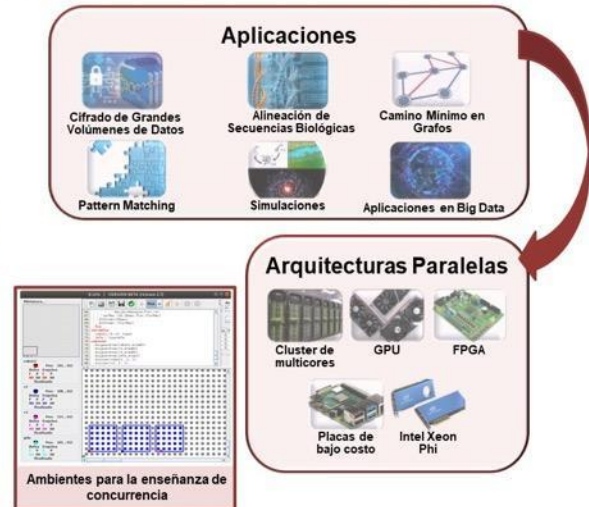 Aplicaciones
Cifrado de Grandes
Volúmenes de Datos
Alineación de
Secuencias Biológicas
Camino Mínimo en
Grafos
Pattern Matching
Simulaciones
Aplicaciones en Big Data
Arquitecturas Paralelas
Cluster de
multicores
GPU
FPGA
Placas de
bajo costo
Intel Xeon
Phi
Ambientes para la enseñanza de
concurrencia